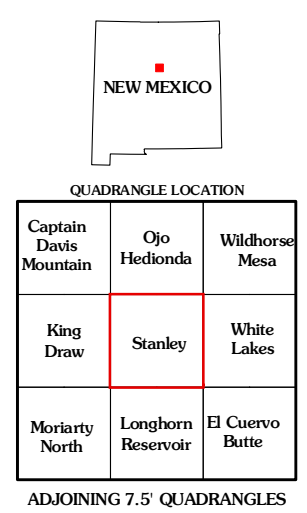 NEW MEXICO
QUADRANGLE LOCATION
Captain
Davis
Mountain
Ojo
Hedionda
Wildhorse
Mesa
King
Draw
Stanley
White
Lakes
Moriarty
North
Longhorn
Reservoir
El Cuervo
Butte
ADJOINING 7.5' QUADRANGLES